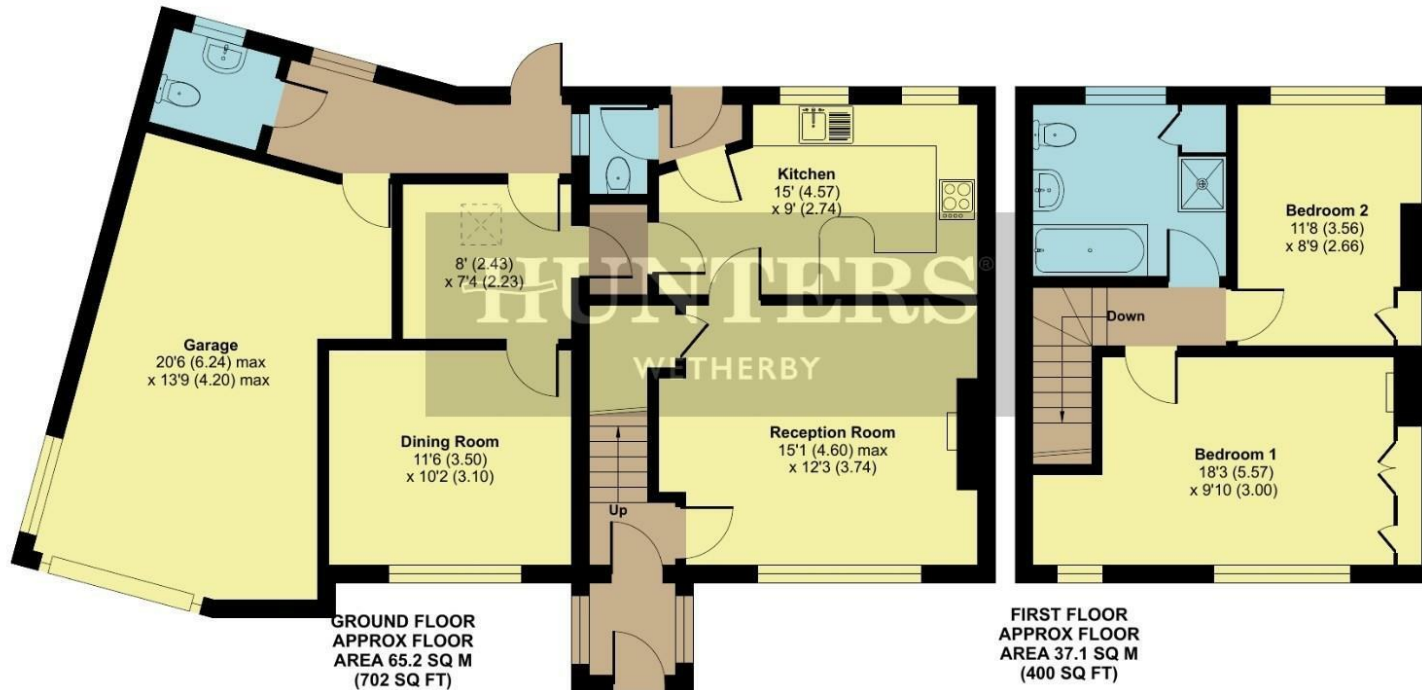 Kitchen
15' (4.57)
x 9' (2.74)
Bedroom 2
11'8 (3.56)
x 8'9 (2.66)
8' (2.43)
x 7'4 (2.23)
HUNTERS®
WETHERBY
Down
Garage
20'6 (6.24) max
x 13'9 (4.20) max
Dining Room
11'6 (3.50)
x 10'2 (3.10)
Reception Room
15'1 (4.60) max
x 12'3 (3.74)
Bedroom 1
18'3 (5.57)
x 9'10 (3.00)
Up
GROUND FLOOR
APPROX FLOOR
AREA 65.2 SQ M
(702 SQ FT)
FIRST FLOOR
APPROX FLOOR
AREA 37.1 SQ M
(400 SQ FT)